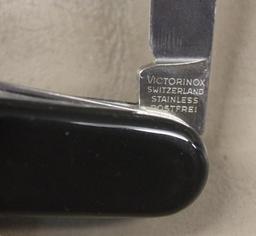 VICTORINOX
SWITZERLAND
STAINLESS
ROSTFREI